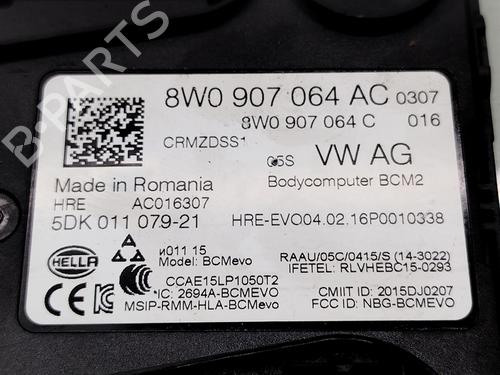 8W0 907 064 AC 0307
8W0 907 064 C 016
CRMZDSS1
05S VW AG
Made in Romania Bodycomputer BCM2
HRE AC016307
5DK 011 079-21 HRE-EVO04.02.16P0010338
HELLA
и011 15
Model: BCMevo
RAAU/05C/0415/S (14-3022)
IFETEL: RLVHEBC15-0293
CCAE15LP1050T2
IC: 2694A-BCMEVO
MSIP-RMM-HLA-BCMevo
CMIIT ID: 2015DJ0207
FCC ID: NBG-BCMEVO
B-PARTS